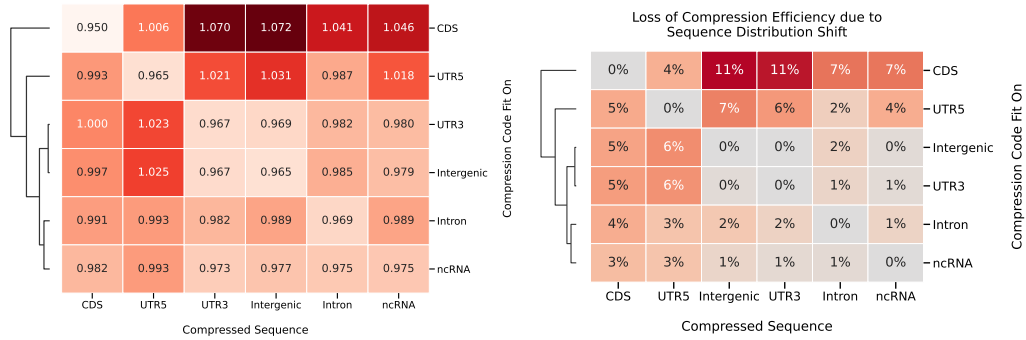 0.950 1.006 1.070 1.072 1.041 1.046 CDS
0.993 0.965 1.021 1.031 0.987 1.018 UTR5
1.000 1.023 0.967 0.969 0.982 0.980 UTR3
0.997 1.025 0.967 0.965 0.985 0.979 Intergenic
0.991 0.993 0.982 0.989 0.969 0.989 Intron
0.982 0.993 0.973 0.977 0.975 0.975 ncRNA
CDS UTR5 UTR3 Intergenic Intron ncRNA
Compressed Sequence
Compression Code Fit On
Loss of Compression Efficiency due to
Sequence Distribution Shift
0% 4% 11% 11% 7% 7% CDS
5% 0% 7% 6% 2% 4% UTR5
5% 6% 0% 0% 2% 0% Intergenic
5% 6% 0% 0% 1% 1% UTR3
4% 3% 2% 2% 0% 1% Intron
3% 3% 1% 1% 1% 0% ncRNA
CDS UTR5 Intergenic UTR3 Intron ncRNA
Compressed Sequence
Compression Code Fit On